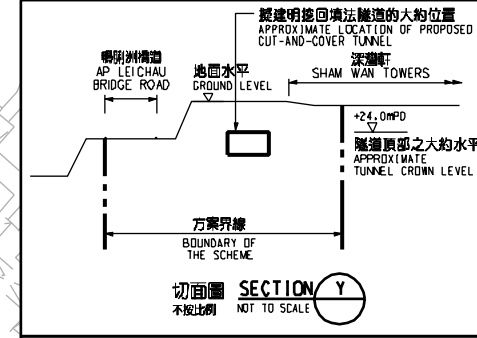 擬建明挖回填法隧道的大約位置
APPROXIMATE LOCATION OF PROPOSED
CUT-AND-COVER TUNNEL
鴨脷洲橋道
AP LEI CHAU
BRIDGE ROAD
地面水平
GROUND LEVEL
深灣軒
SHAM WAN TOWERS
+24.0mPD
隧道頂部之大約水平
APPROXIMATE
TUNNEL CROWN LEVEL
方案界線
BOUNDARY OF
THE SCHEME
切面圖 SECTION Y
不按比例 NOT TO SCALE